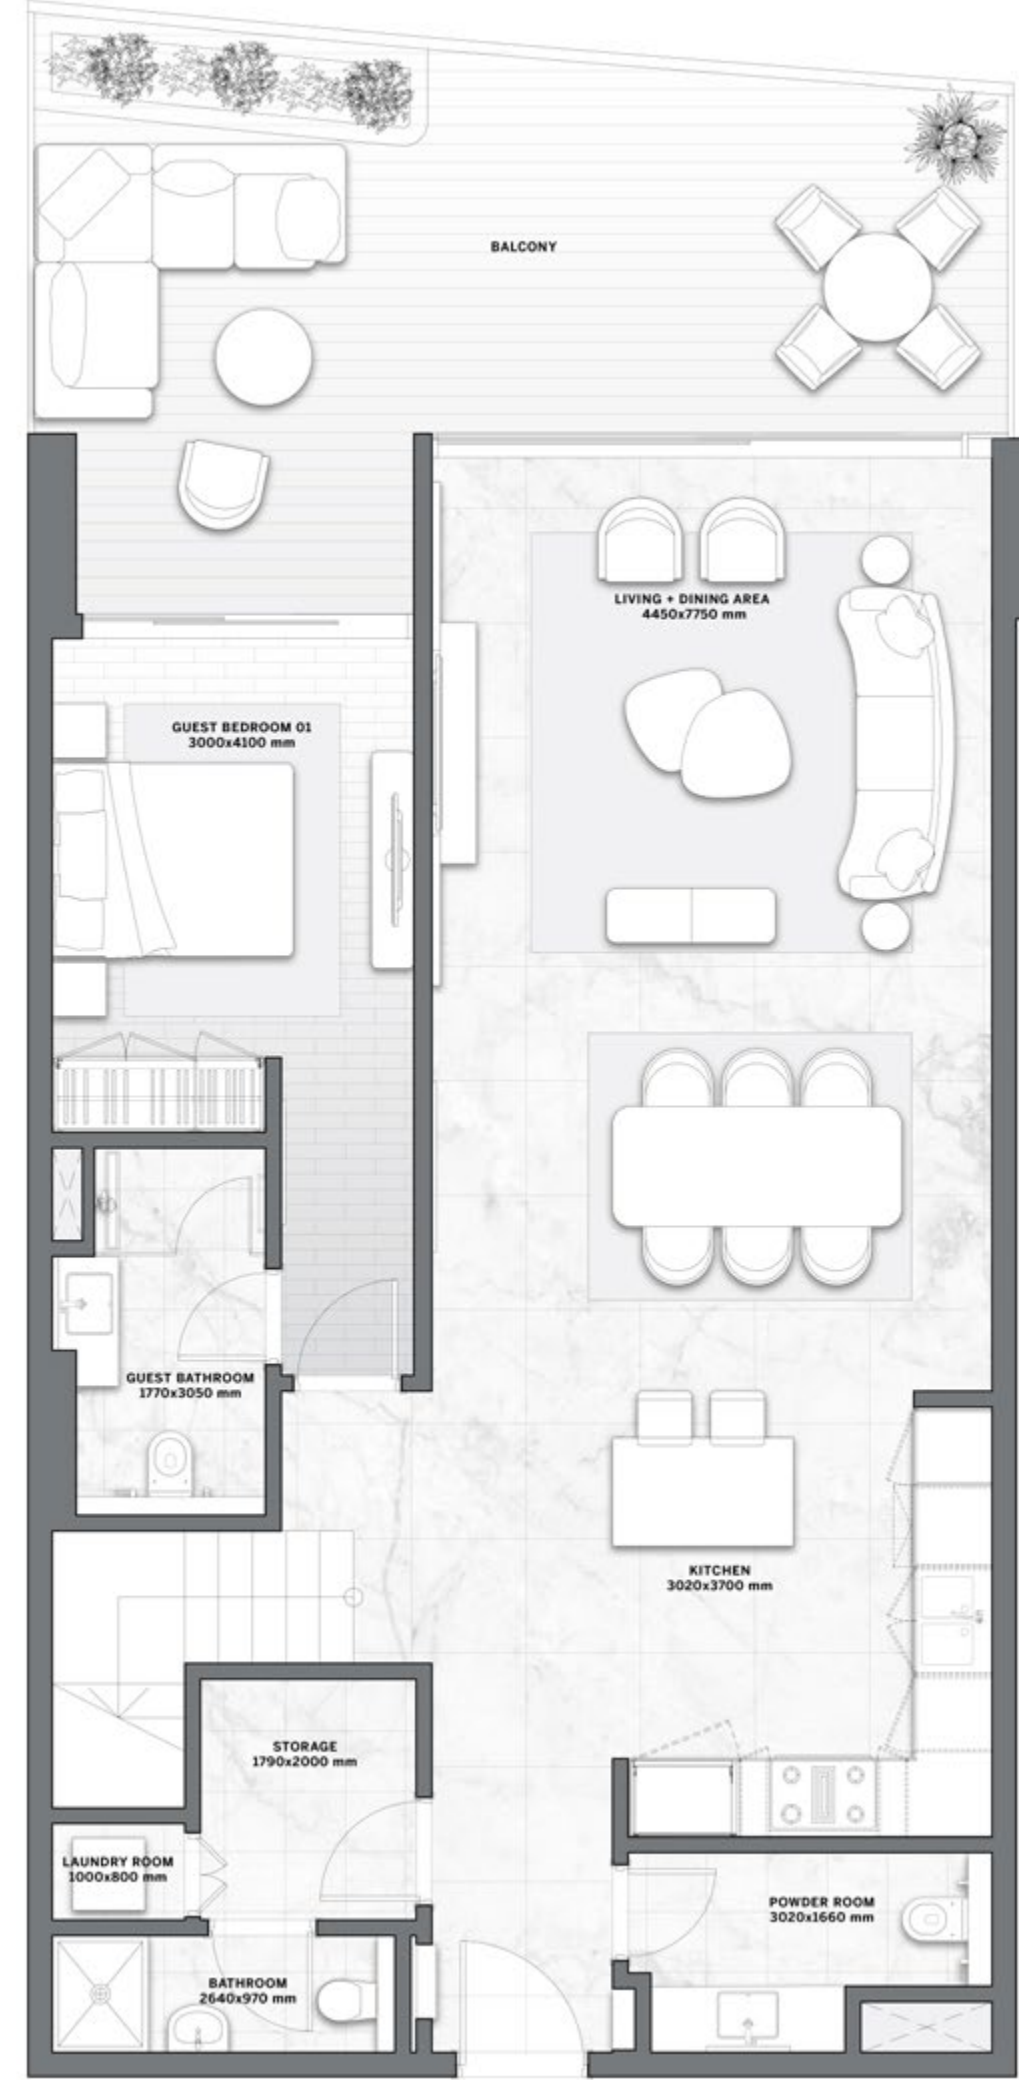 BALCONY
LIVING + DINING AREA
4450x7750 mm
GUEST BEDROOM 01
3000x4100 mm
GUEST BATHROOM
1770x3050 mm
KITCHEN
3020x3700 mm
STORAGE
1790x2000 mm
LAUNDRY ROOM
1000x800 mm
POWDER ROOM
3020x1660 mm
BATHROOM
2640x970 mm